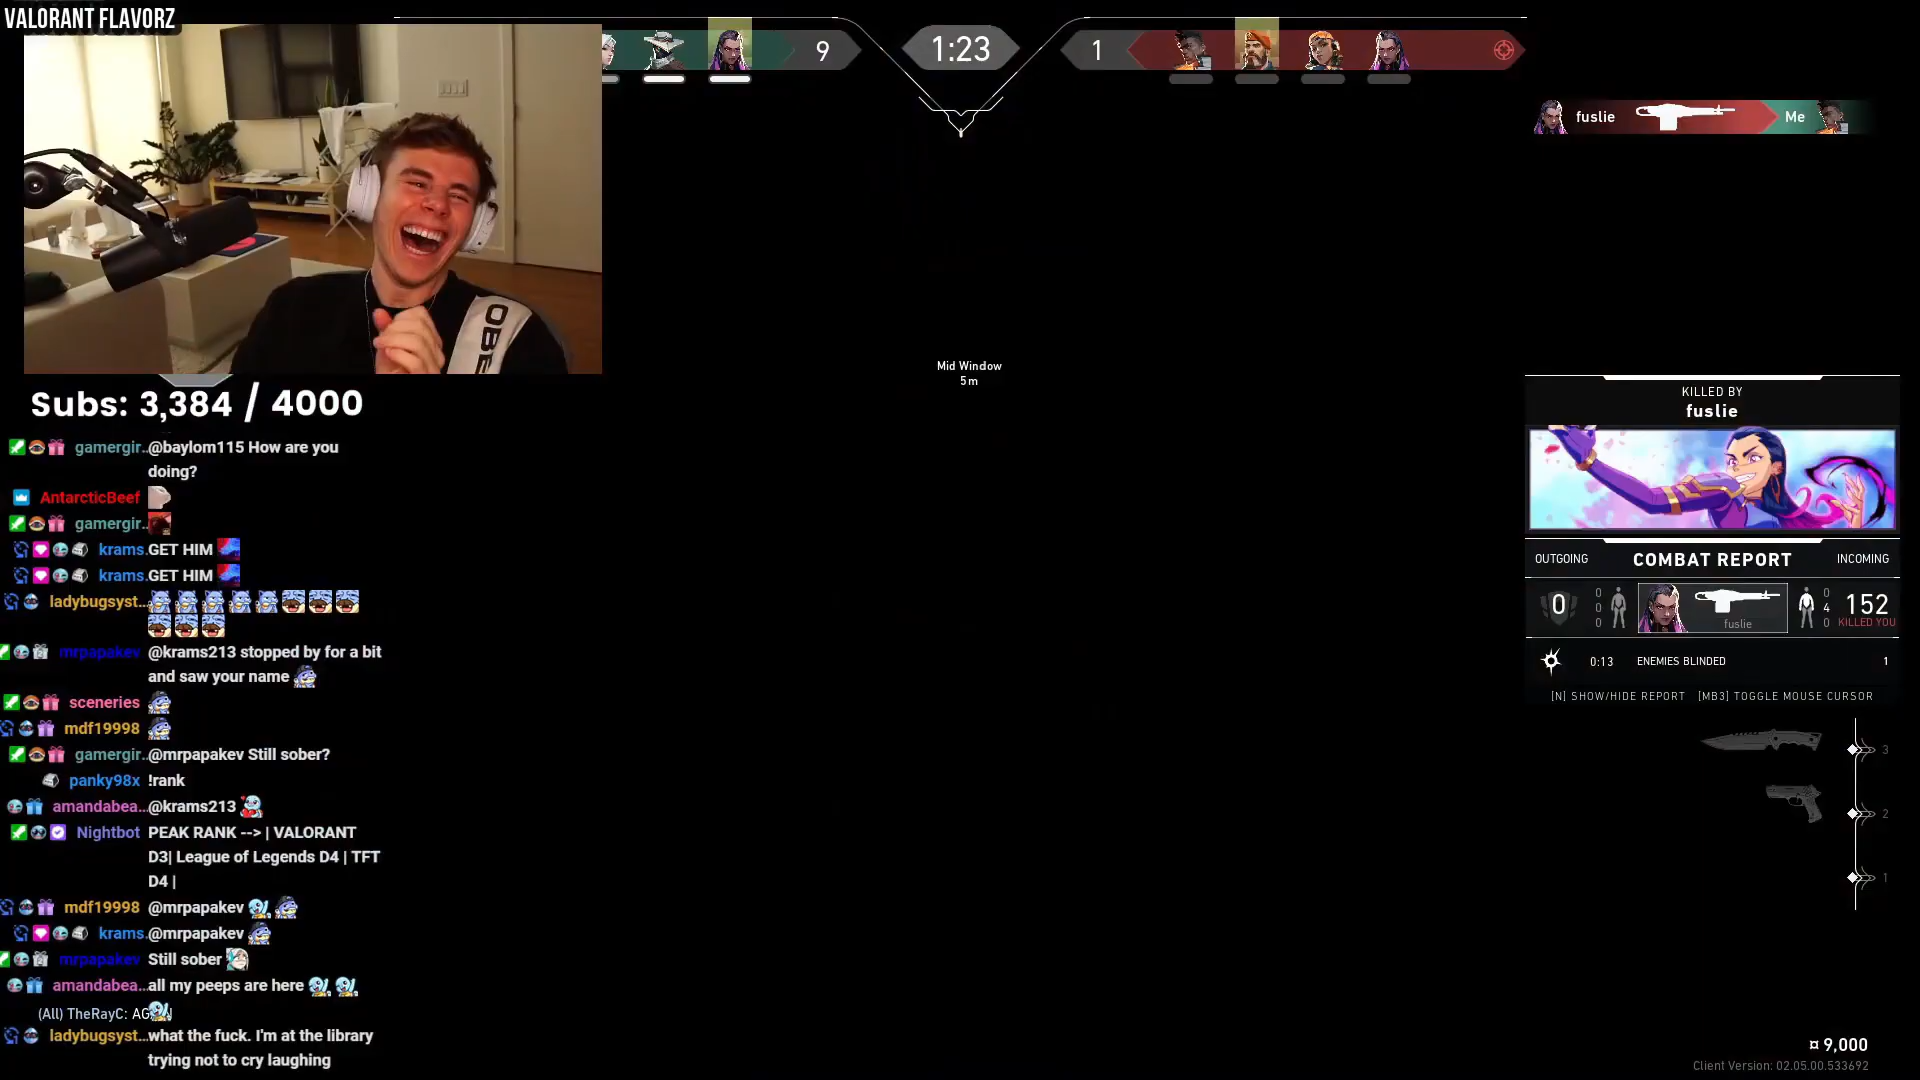 VALORANT FLAVORZ
9
1:23
1
fuslie
Me
OBE
Mid Window
5m
Subs: 3,384 / 4000
gamergir..@baylom115 How are you
doing?
AntarcticBeef
gamergir..
krams.GET HIM
krams.GET HIM
ladybugsyst..
mrpapakev @krams213 stopped by for a bit
and saw your name
sceneries
mdf19998
gamergir..@mrpapakev Still sober?
panky98x !rank
amandabea..@krams213
Nightbot PEAK RANK --> | VALORANT
D3| League of Legends D4 | TFT
D4 |
mdf19998 @mrpapakev
krams.@mrpapakev
mrpapakev Still sober
amandabea..all my peeps are here
(All) TheRayC:
ladybugsyst..what the fuck. I'm at the library
trying not to cry laughing
KILLED BY
fuslie
OUTGOING
COMBAT REPORT
INCOMING
0
0
0
0
fuslie
0
4
0
152
KILLED YOU
0:13
ENEMIES BLINDED
1
[N] SHOW/HIDE REPORT
[MB3] TOGGLE MOUSE CURSOR
3
2
1
¤ 9,000
Client Version: 02.05.00.533692